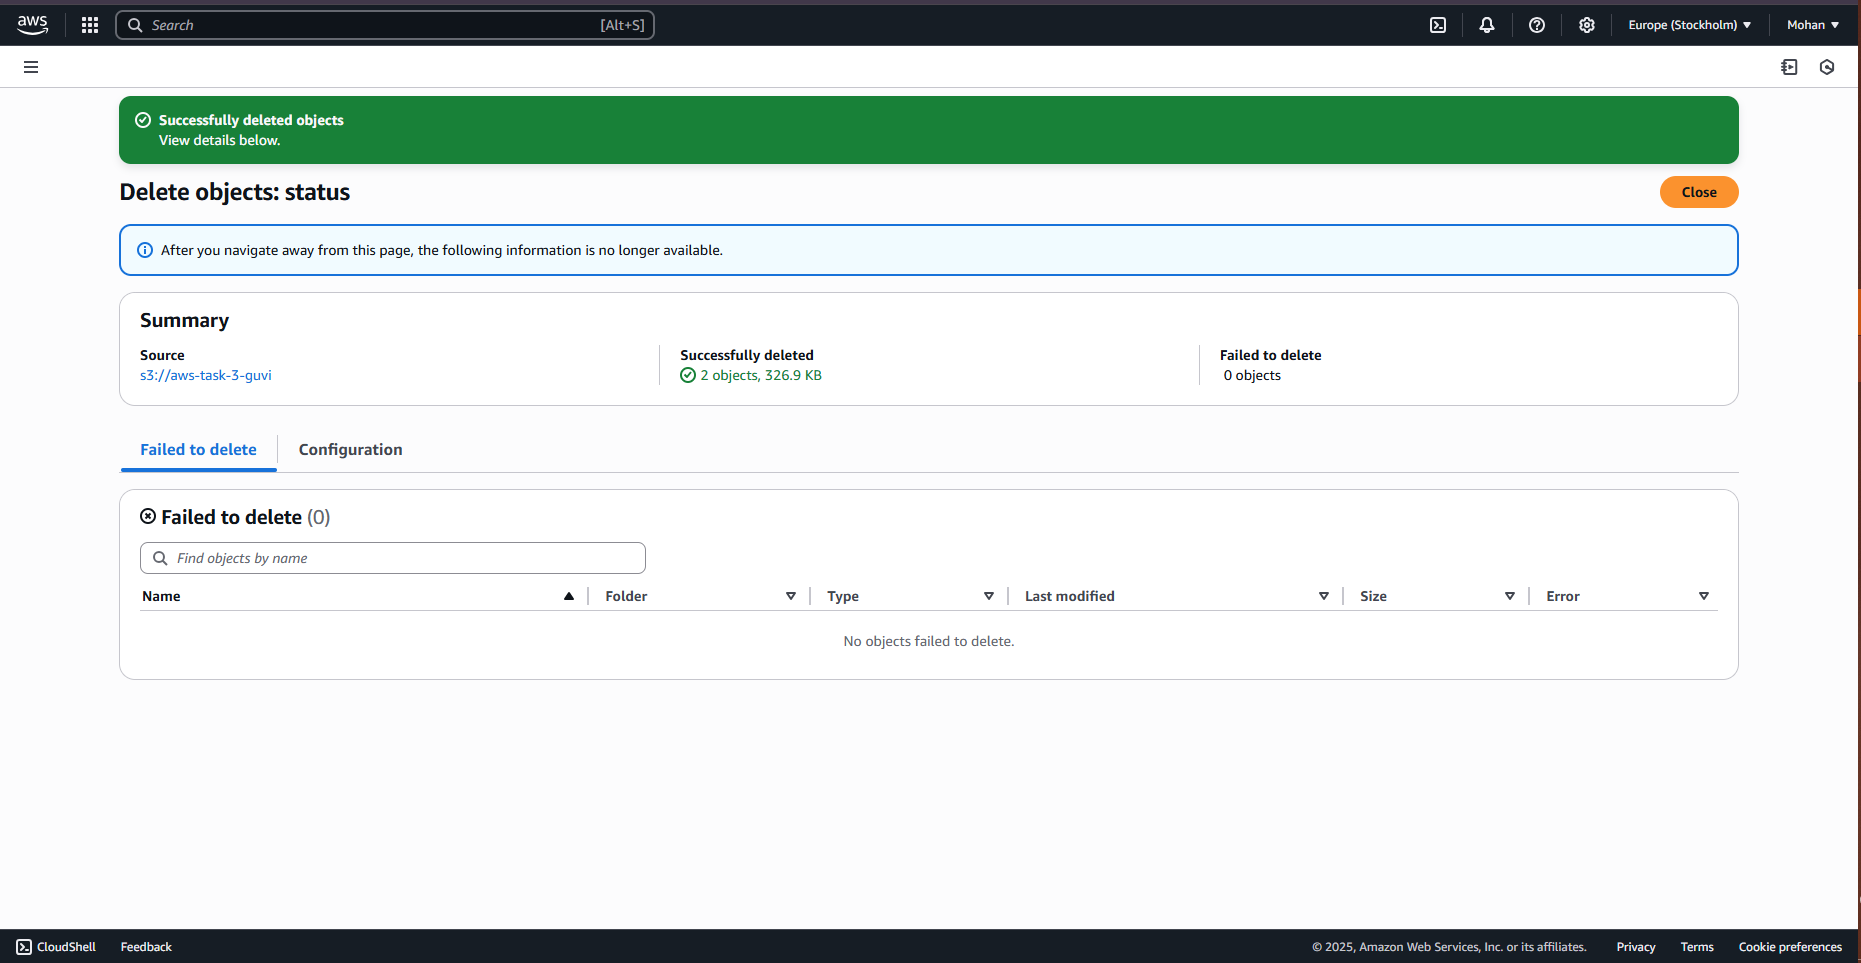 aws
Search [Alt+S]
Europe (Stockholm)
Mohan
Successfully deleted objects
View details below.
Delete objects: status
Close
After you navigate away from this page, the following information is no longer available.
Summary
Source
s3://aws-task-3-guvi
Successfully deleted
2 objects, 326.9 KB
Failed to delete
0 objects
Failed to delete
Configuration
Failed to delete (0)
Find objects by name
Name Folder Type Last modified Size Error
No objects failed to delete.
CloudShell Feedback © 2025, Amazon Web Services, Inc. or its affiliates. Privacy Terms Cookie preferences